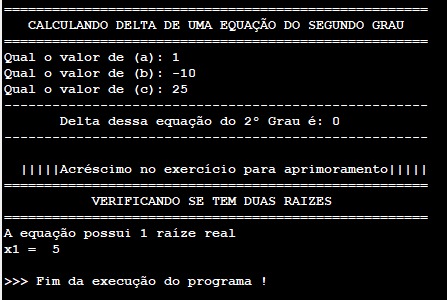 =====================================================
CALCULANDO DELTA DE UMA EQUAÇÃO DO SEGUNDO GRAU
=====================================================
Qual o valor de (a): 1
Qual o valor de (b): -10
Qual o valor de (c): 25
-----------------------------------------------------
Delta dessa equação do 2° Grau é: 0
-----------------------------------------------------
|||||Acréscimo no exercício para aprimoramento|||||
=====================================================
VERIFICANDO SE TEM DUAS RAIZES
=====================================================
A equação possui 1 raíze real
x1 =  5
>>> Fim da execução do programa !